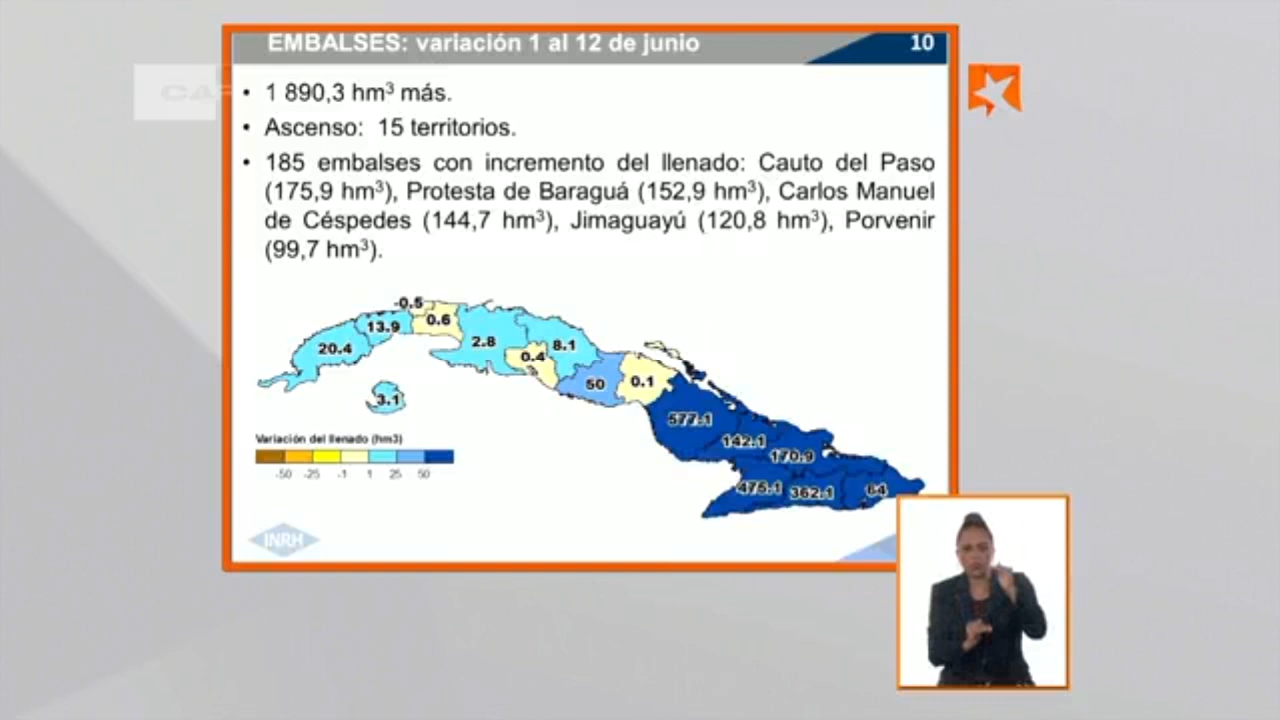 EMBALSES: variación 1 al 12 de junio 10
• 1 890,3 hm³ más.
• Ascenso: 15 territorios.
• 185 embalses con incremento del llenado: Cauto del Paso
(175,9 hm³), Protesta de Baraguá (152,9 hm³), Carlos Manuel
de Céspedes (144,7 hm³), Jimaguayú (120,8 hm³), Porvenir
(99,7 hm³).
-0.5
13.9 0.6
20.4 2.8 0.4 8.1
50 0.1
3.1
577.1
142.1
170.9
475.1 362.1 64
Variación del llenado (hm3)
-50 -25 -1 1 25 50
INRH